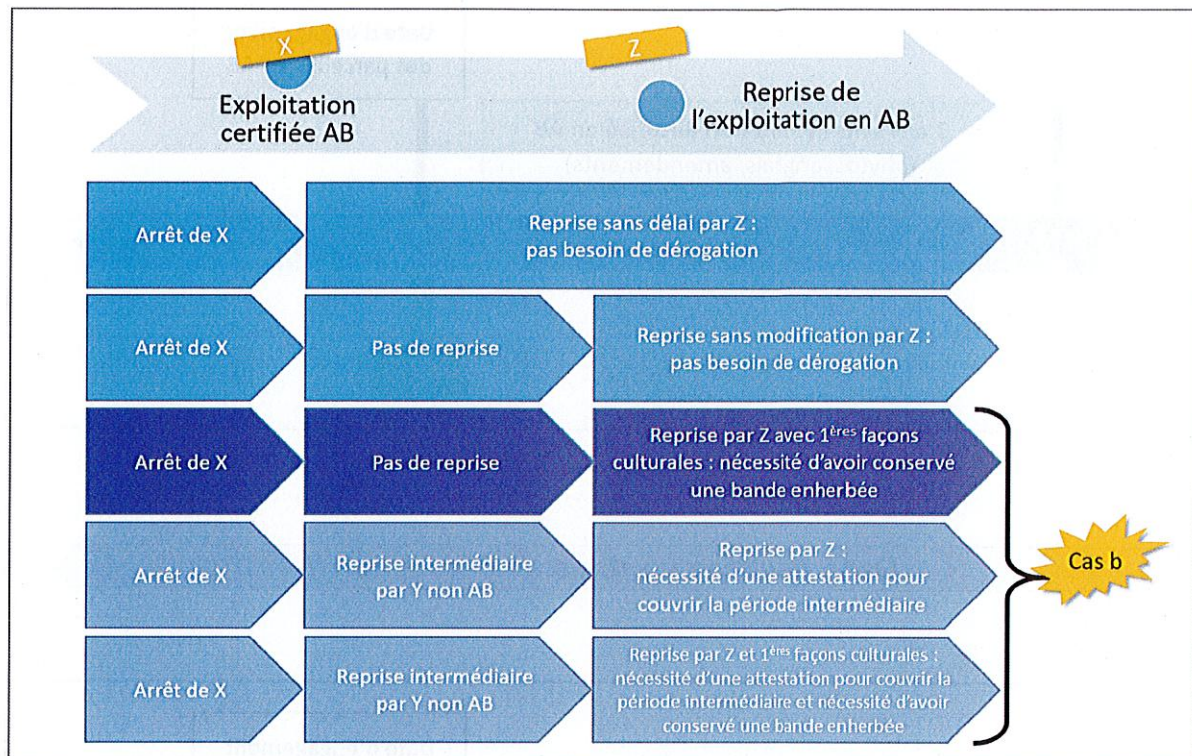 X
Z
Exploitation
certifiée AB
Reprise de
l'exploitation en AB
Arrêt de X
Reprise sans délai par Z :
pas besoin de dérogation
Arrêt de X
Pas de reprise
Reprise sans modification par Z :
pas besoin de dérogation
Arrêt de X
Pas de reprise
Reprise par Z avec 1ères façons
culturales : nécessité d'avoir conservé
une bande enherbée
Arrêt de X
Reprise intermédiaire
par Y non AB
Reprise par Z :
nécessité d'une attestation pour
couvrir la période intermédiaire
Arrêt de X
Reprise intermédiaire
par Y non AB
Reprise par Z et 1ères façons culturales :
nécessité d'une attestation pour couvrir la
période intermédiaire et nécessité d'avoir
conservé une bande enherbée
Cas b